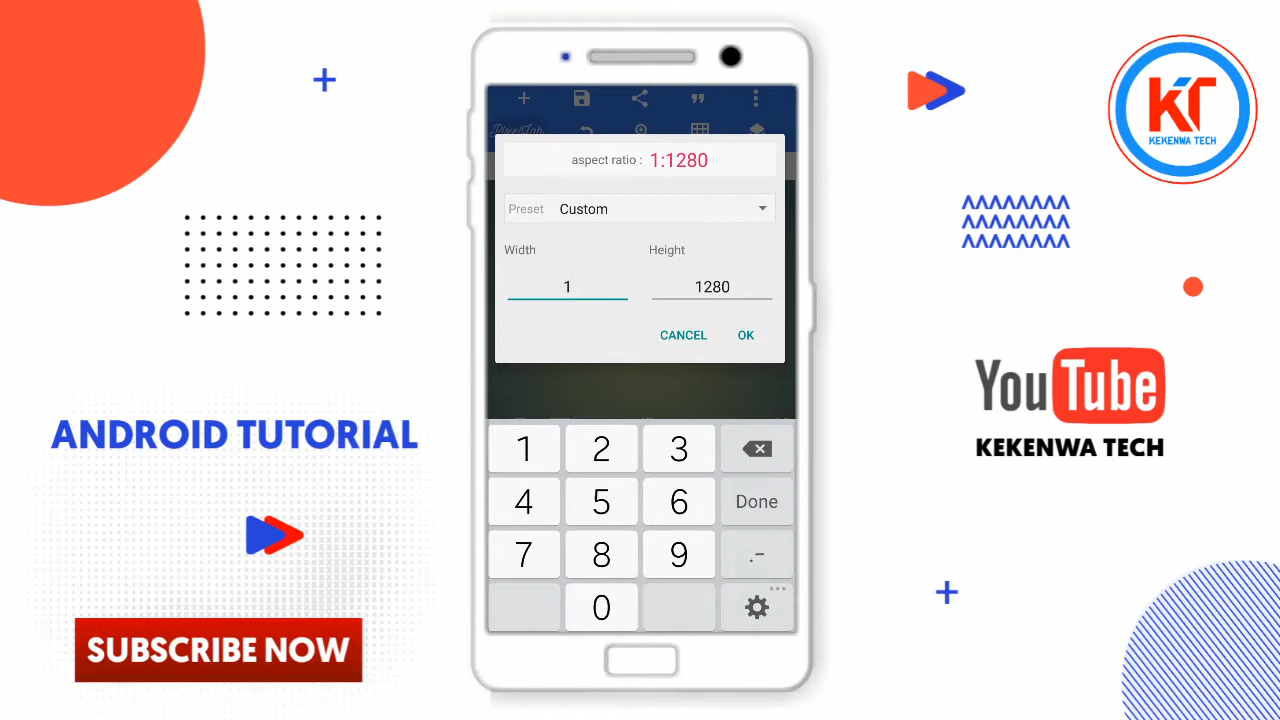 PixelLab
aspect ratio : 1:1280
Preset Custom
Width Height
1 1280
CANCEL OK
1 2 3
4 5 6 Done
7 8 9 .-
0
ANDROID TUTORIAL
SUBSCRIBE NOW
KT
KEKENWA TECH
YouTube
KEKENWA TECH